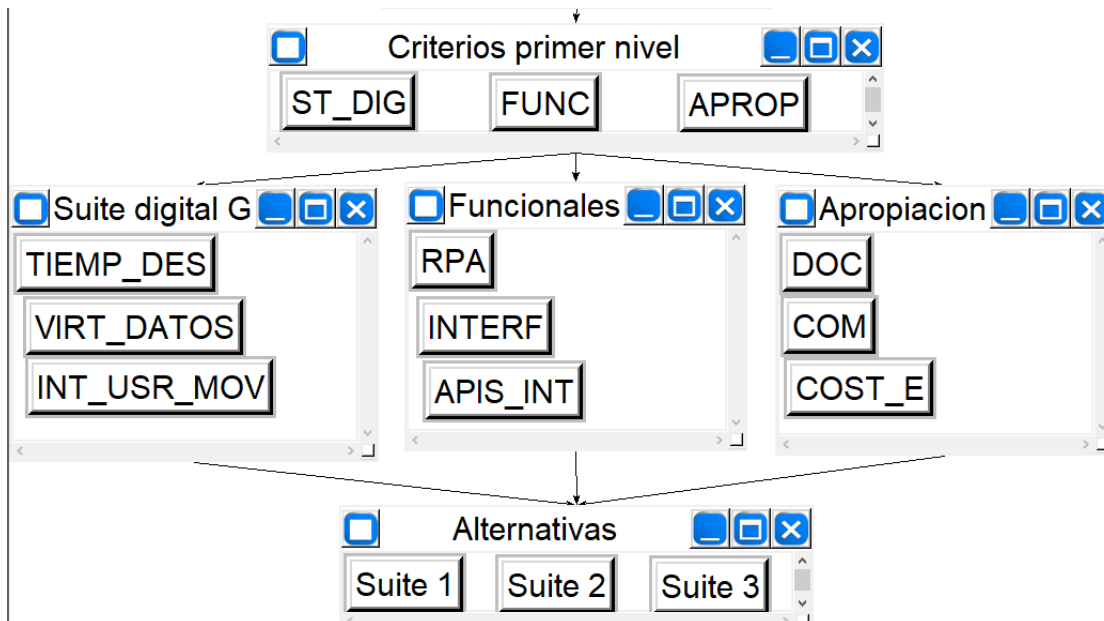 Criterios primer nivel
ST_DIG FUNC APROP
Suite digital G
TIEMP_DES
VIRT_DATOS
INT_USR_MOV
Funcionales
RPA
INTERF
APIS_INT
Apropiacion
DOC
COM
COST_E
Alternativas
Suite 1 Suite 2 Suite 3